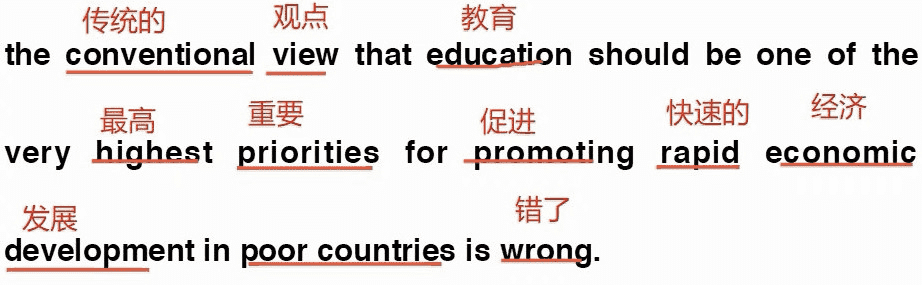 传统的 观点 教育
the conventional view that education should be one of the
最高 重要 促进 快速的 经济
very highest priorities for promoting rapid economic
发展 错了
development in poor countries is wrong.